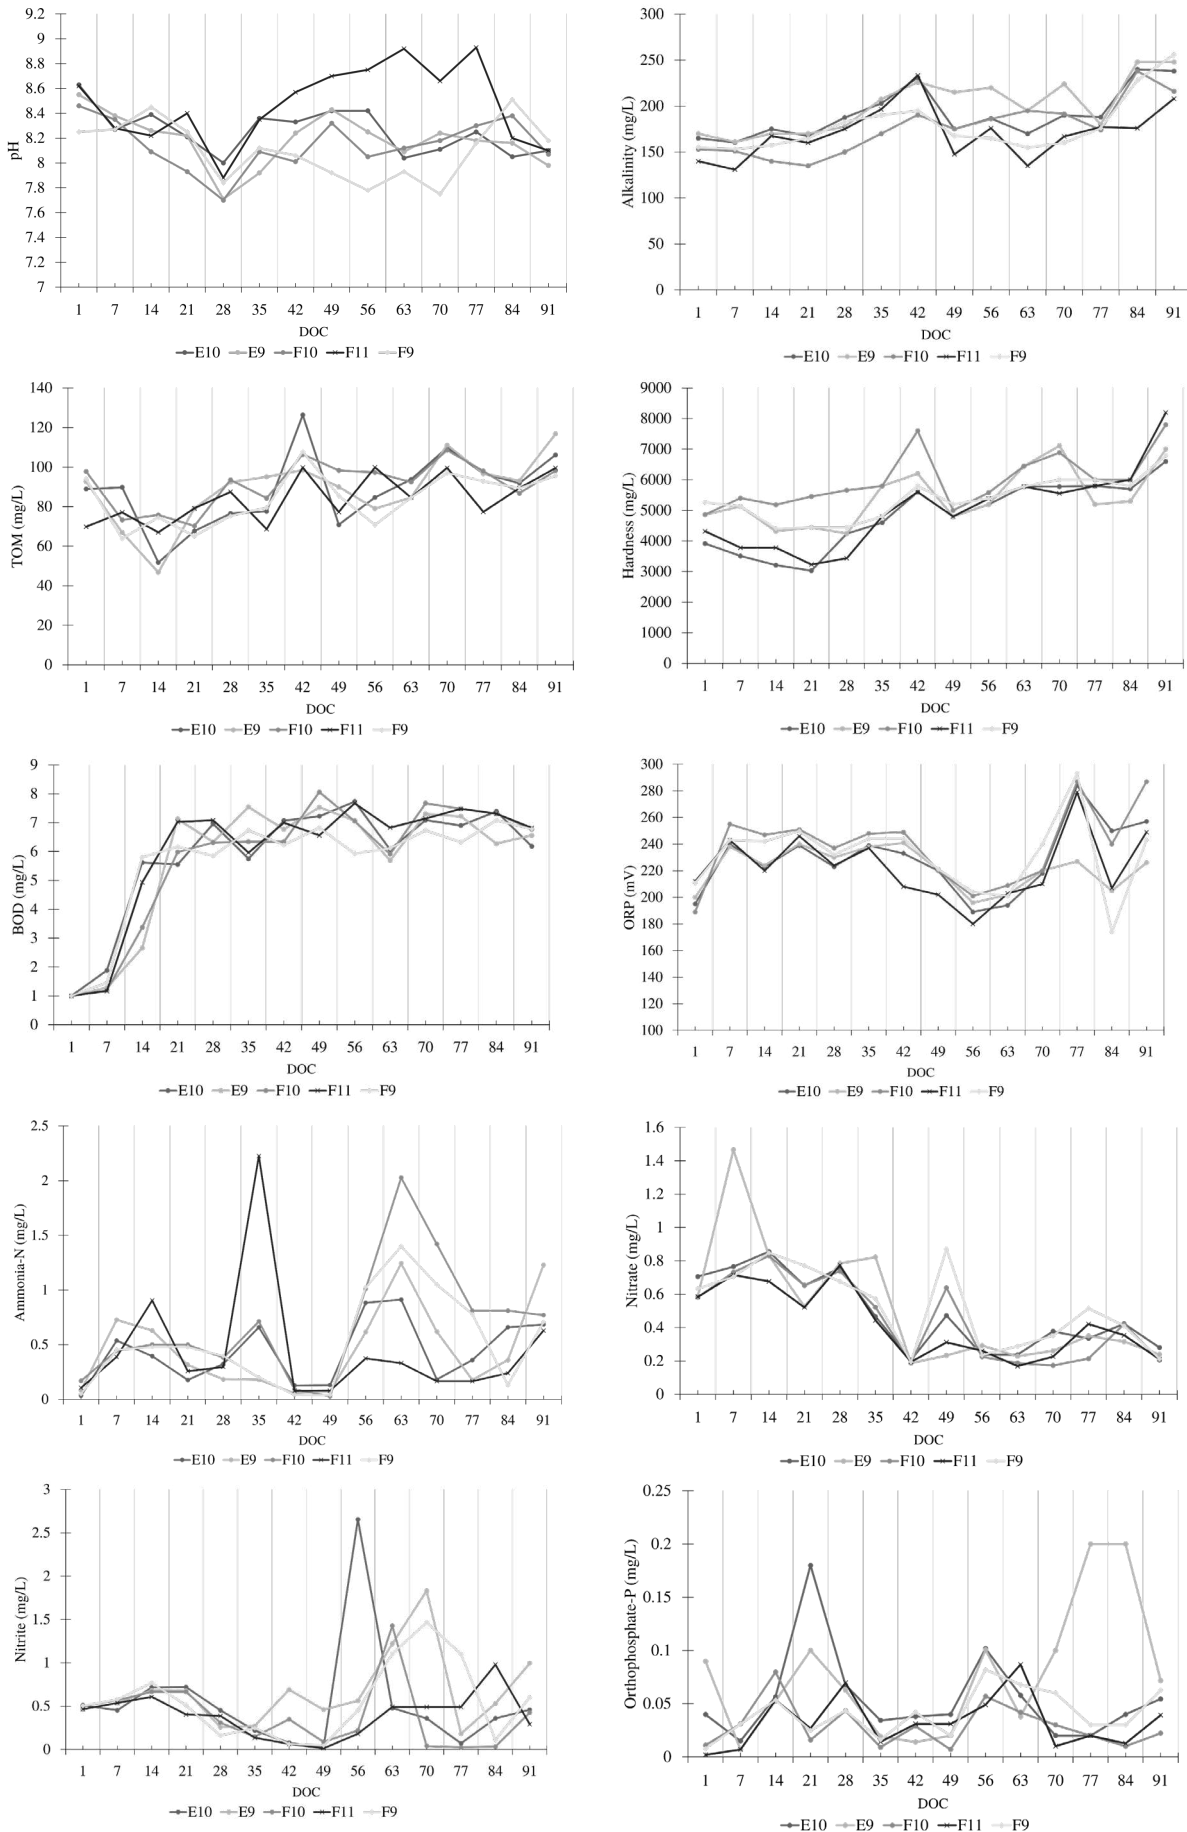 9.2
9
8.8
8.6
8.4
8.2
8
7.8
7.6
7.4
7.2
7
pH
1 7 14 21 28 35 42 49 56 63 70 77 84 91
DOC
E10 E9 F10 F11 F9
300
250
200
150
100
50
0
Alkalinity (mg/L)
1 7 14 21 28 35 42 49 56 63 70 77 84 91
DOC
E10 E9 F10 F11 F9
140
120
100
80
60
40
20
0
TOM (mg/L)
1 7 14 21 28 35 42 49 56 63 70 77 84 91
DOC
E10 E9 F10 F11 F9
9000
8000
7000
6000
5000
4000
3000
2000
1000
0
Hardness (mg/L)
1 7 14 21 28 35 42 49 56 63 70 77 84 91
DOC
E10 E9 F10 F11 F9
9
8
7
6
5
4
3
2
1
0
BOD (mg/L)
1 7 14 21 28 35 42 49 56 63 70 77 84 91
DOC
E10 E9 F10 F11 F9
300
280
260
240
220
200
180
160
140
120
100
ORP (mV)
1 7 14 21 28 35 42 49 56 63 70 77 84 91
DOC
E10 E9 F10 F11 F9
2.5
2
1.5
1
0.5
0
Ammonia-N (mg/L)
1 7 14 21 28 35 42 49 56 63 70 77 84 91
DOC
E10 E9 F10 F11 F9
1.6
1.4
1.2
1
0.8
0.6
0.4
0.2
0
Nitrate (mg/L)
1 7 14 21 28 35 42 49 56 63 70 77 84 91
DOC
E10 E9 F10 F11 F9
3
2.5
2
1.5
1
0.5
0
Nitrite (mg/L)
1 7 14 21 28 35 42 49 56 63 70 77 84 91
DOC
E10 E9 F10 F11 F9
0.25
0.2
0.15
0.1
0.05
0
Orthophosphate-P (mg/L)
1 7 14 21 28 35 42 49 56 63 70 77 84 91
DOC
E10 E9 F10 F11 F9